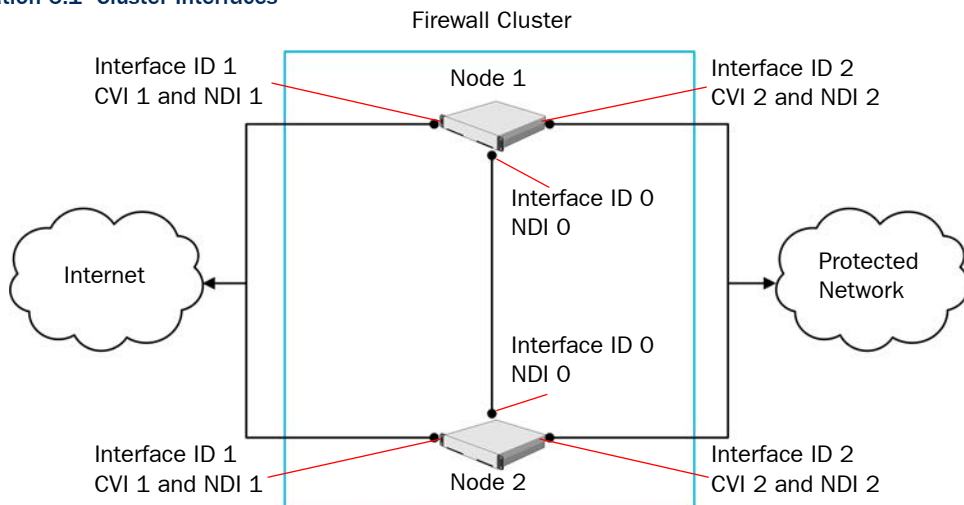 Cluster Interfaces
Firewall Cluster
Interface ID 1
CVI 1 and NDI 1
Node 1
Interface ID 2
CVI 2 and NDI 2
Interface ID 0
NDI 0
Internet
Protected
Network
Interface ID 0
NDI 0
Interface ID 1
CVI 1 and NDI 1
Node 2
Interface ID 2
CVI 2 and NDI 2